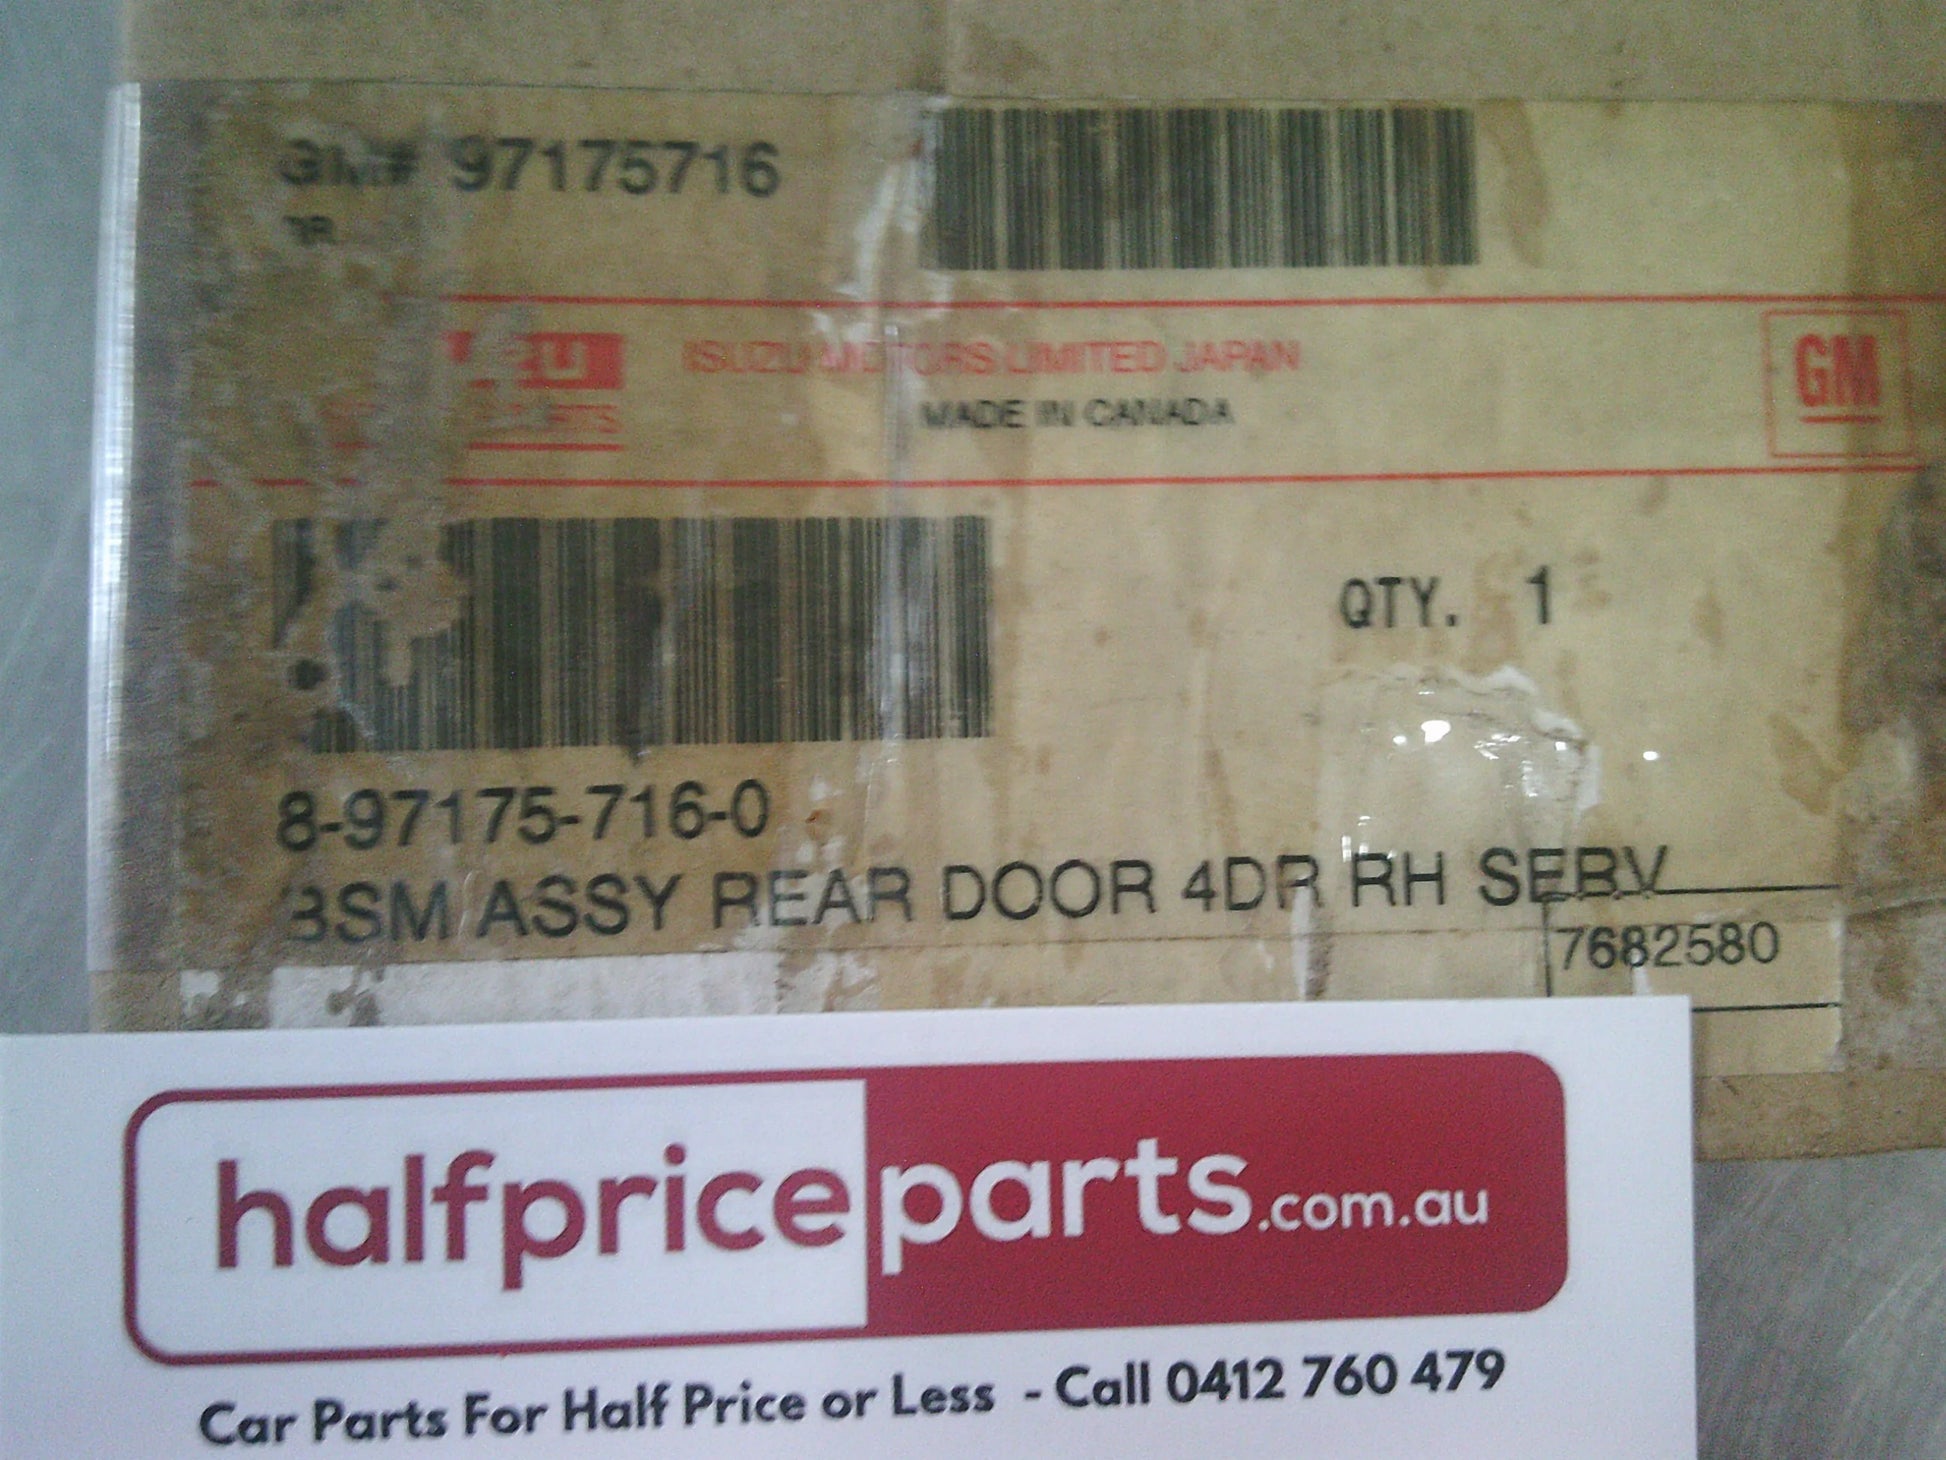 GM# 97175716
ISUZU MOTORS LIMITED JAPAN
MADE IN CANADA
GM
QTY. 1
8-97175-716-0
BSM ASSY REAR DOOR 4DR RH SERV
7682580
halfpriceparts.com.au
Car Parts For Half Price or Less - Call 0412 760 479